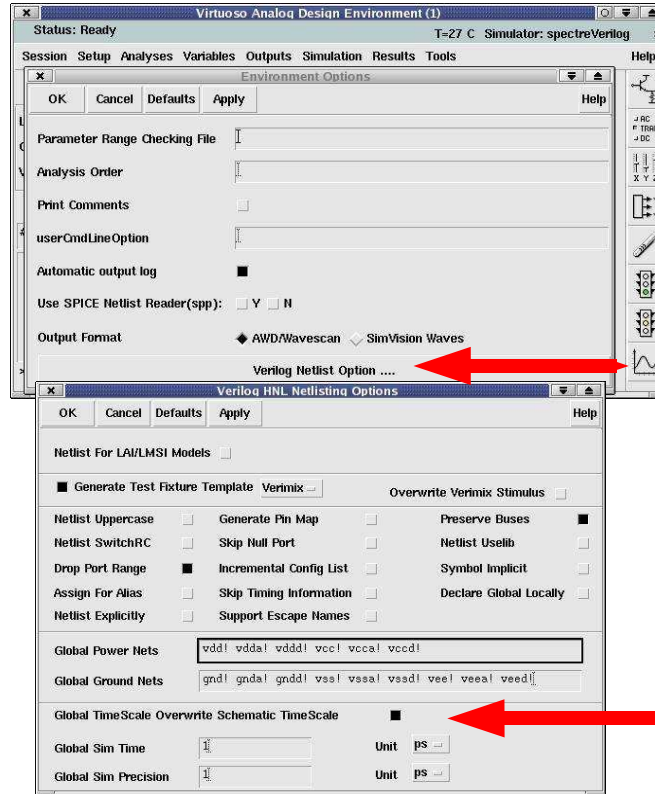 Virtuoso Analog Design Environment (1)
Status: Ready
T=27 C Simulator: spectreVerilog
Session Setup Analyses Variables Outputs Simulation Results Tools Help
Environment Options
OK Cancel Defaults Apply Help
Parameter Range Checking File
Analysis Order
Print Comments
userCmdLineOption
Automatic output log
Use SPICE Netlist Reader(spp): Y N
Output Format AWD/Wavescan SimVision Waves
Verilog Netlist Option ....
AC
TRAN
DC
X Y Z
Verilog HNL Netlisting Options
OK Cancel Defaults Apply Help
Netlist For LAI/LMSI Models
Generate Test Fixture Template Verimix Overwrite Verimix Stimulus
Netlist Uppercase Generate Pin Map Preserve Buses
Netlist SwitchRC Skip Null Port Netlist Uselib
Drop Port Range Incremental Config List Symbol Implicit
Assign For Alias Skip Timing Information Declare Global Locally
Netlist Explicitly Support Escape Names
Global Power Nets vdd! vdda! vddd! vcc! vcca! vccd!
Global Ground Nets gnd! gnda! gndd! vss! vssa! vssd! vee! veea! veed!
Global TimeScale Overwrite Schematic TimeScale
Global Sim Time 1 Unit ps
Global Sim Precision 1 Unit ps